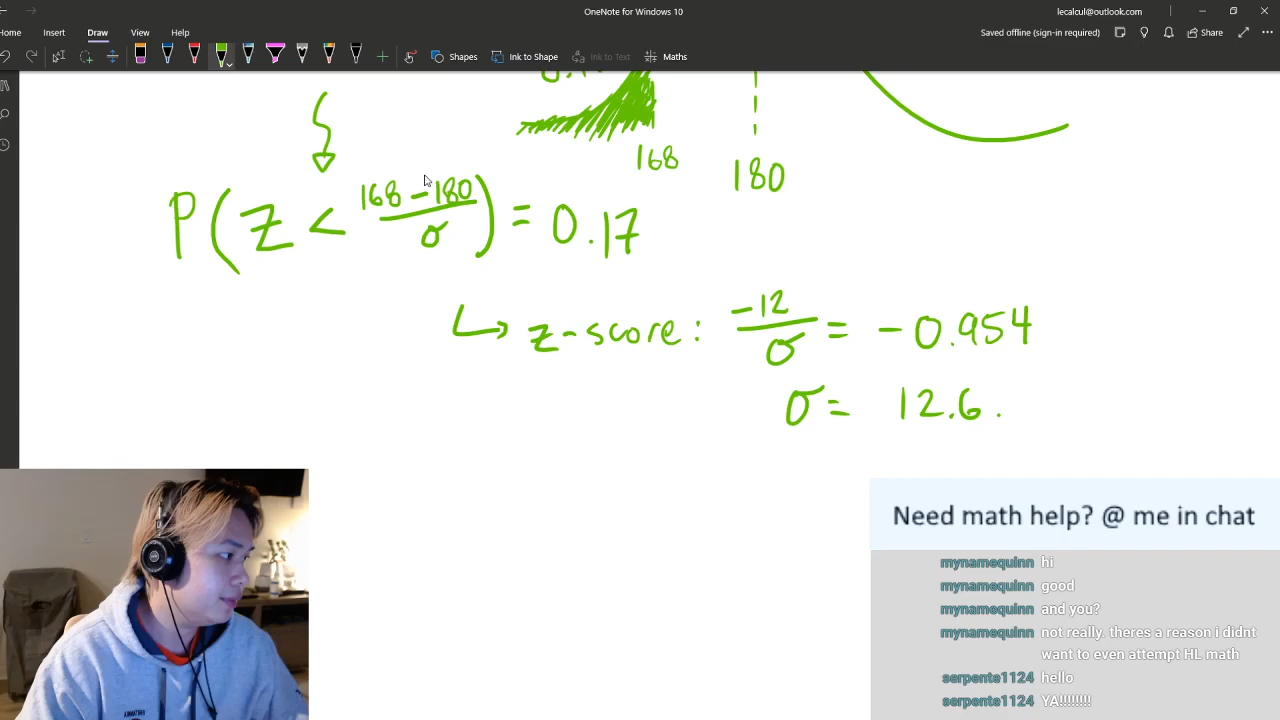 OneNote for Windows 10
lecalcul@outlook.com
Home Insert Draw View Help
Saved offline (sign-in required) Share
Shapes Ink to Shape Ink to Text Maths
168
180
P(Z < 168 - 180 / σ) = 0.17
↳ z-score: -12/σ = -0.954
σ = 12.6.
Need math help? @ me in chat
mynamequinn hi
mynamequinn good
mynamequinn and you?
mynamequinn not really. theres a reason i didnt
want to even attempt HL math
serpente1124 hello
serpente1124 YA!!!!!!!!